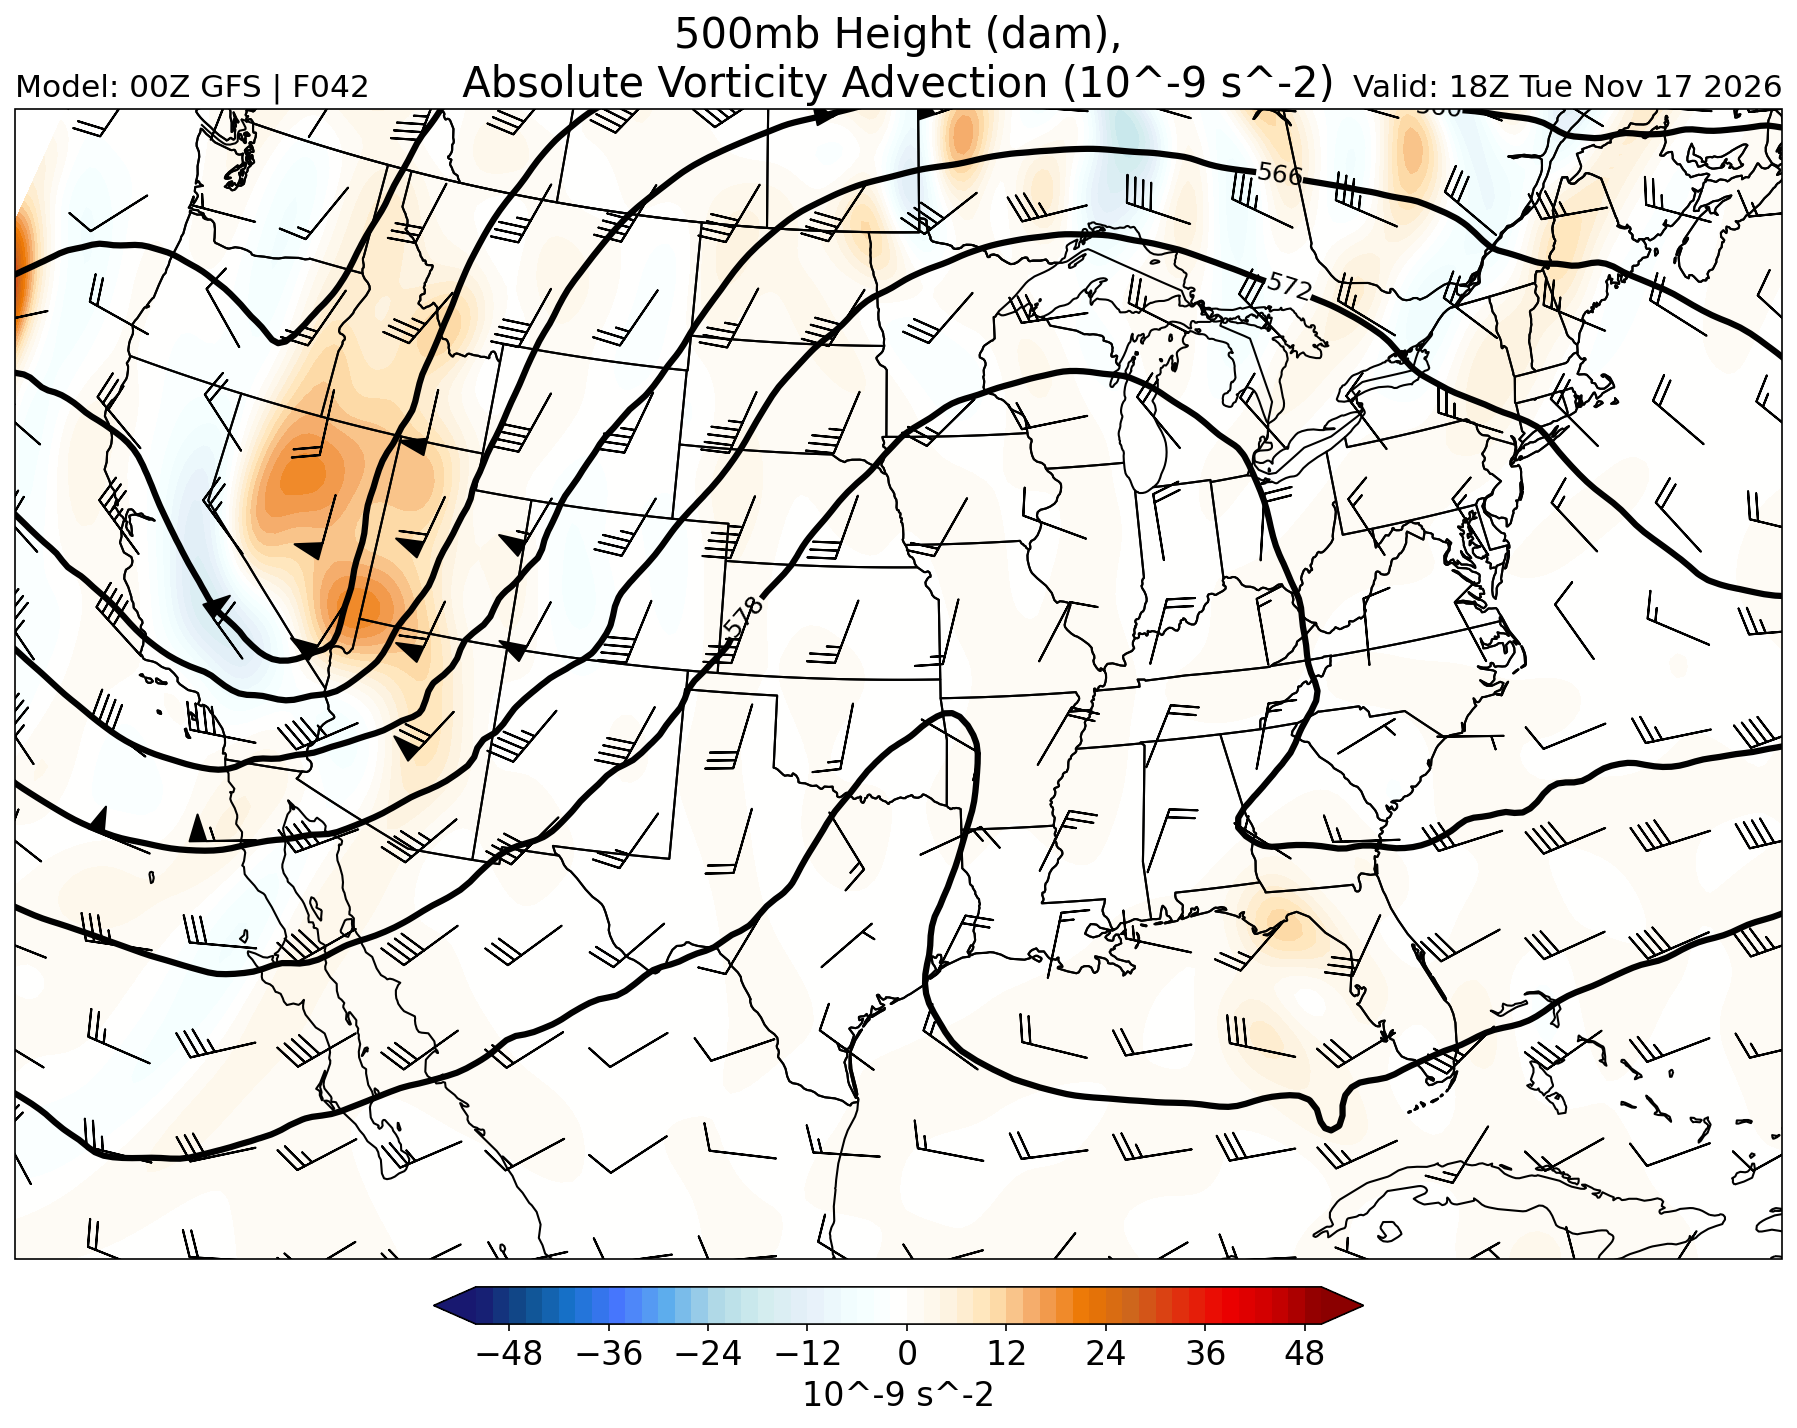 500mb Height (dam),
Model: 00Z GFS | F042
Absolute Vorticity Advection (10^-9 s^-2)
Valid: 18Z Tue Nov 17 2026
566
572
578
−48 −36 −24 −12 0 12 24 36 48
10^-9 s^-2